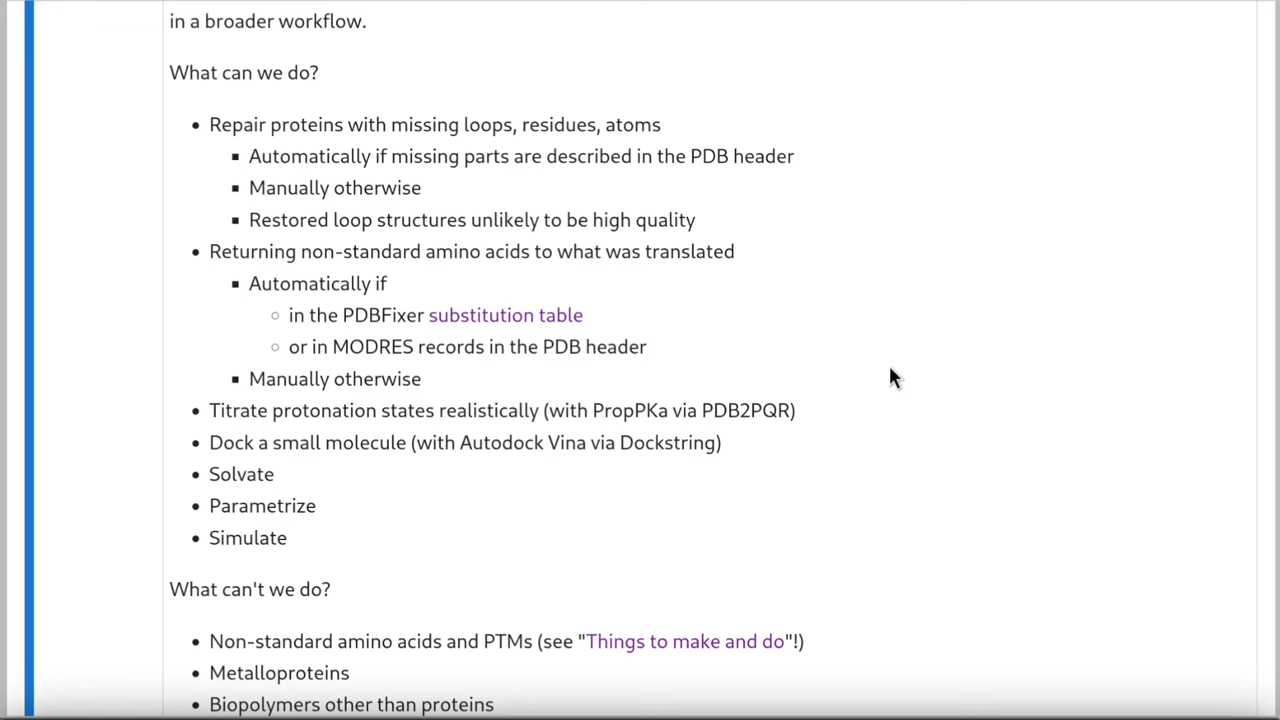 in a broader workflow.
What can we do?
Repair proteins with missing loops, residues, atoms
Automatically if missing parts are described in the PDB header
Manually otherwise
Restored loop structures unlikely to be high quality
Returning non-standard amino acids to what was translated
Automatically if
in the PDBFixer substitution table
or in MODRES records in the PDB header
Manually otherwise
Titrate protonation states realistically (with PropPKa via PDB2PQR)
Dock a small molecule (with Autodock Vina via Dockstring)
Solvate
Parametrize
Simulate
What can't we do?
Non-standard amino acids and PTMs (see "Things to make and do"!)
Metalloproteins
Biopolymers other than proteins